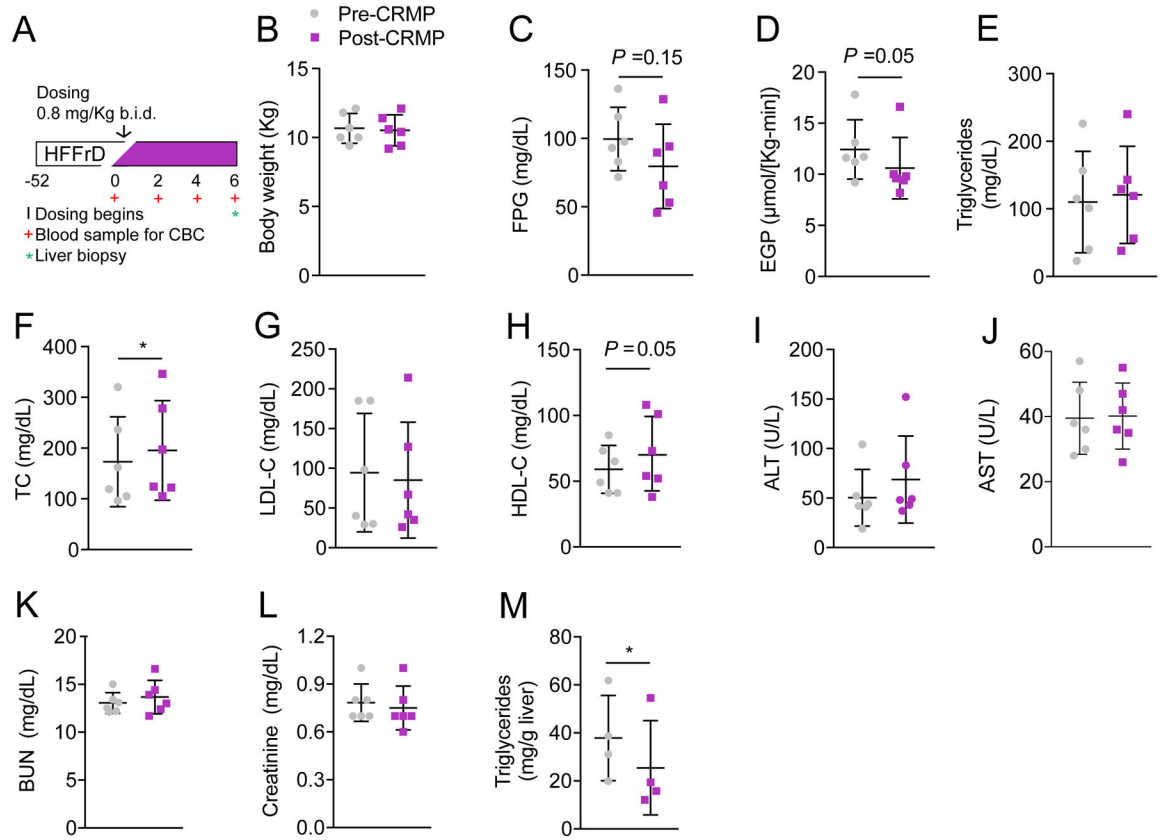 Pre-CRMP
Post-CRMP
A
Dosing
0.8 mg/Kg b.i.d.
HFFrD
-52
0
2
4
6
+
+
+
+
*
I Dosing begins
+Blood sample for CBC
*Liver biopsy
B
Body weight (Kg)
15
10
5
0
C
P =0.15
FPG (mg/dL)
150
100
50
0
D
P =0.05
EGP (μmol/[Kg-min])
20
15
10
5
0
E
Triglycerides
(mg/dL)
300
200
100
0
F
*
TC (mg/dL)
400
300
200
100
0
G
LDL-C (mg/dL)
250
200
150
100
50
0
H
P =0.05
HDL-C (mg/dL)
150
100
50
0
I
ALT (U/L)
200
150
100
50
0
J
AST (U/L)
60
40
20
0
K
BUN (mg/dL)
20
15
10
5
0
L
Creatinine (mg/dL)
1.2
0.9
0.6
0.3
0.0
M
*
Triglycerides
(mg/g liver)
80
60
40
20
0